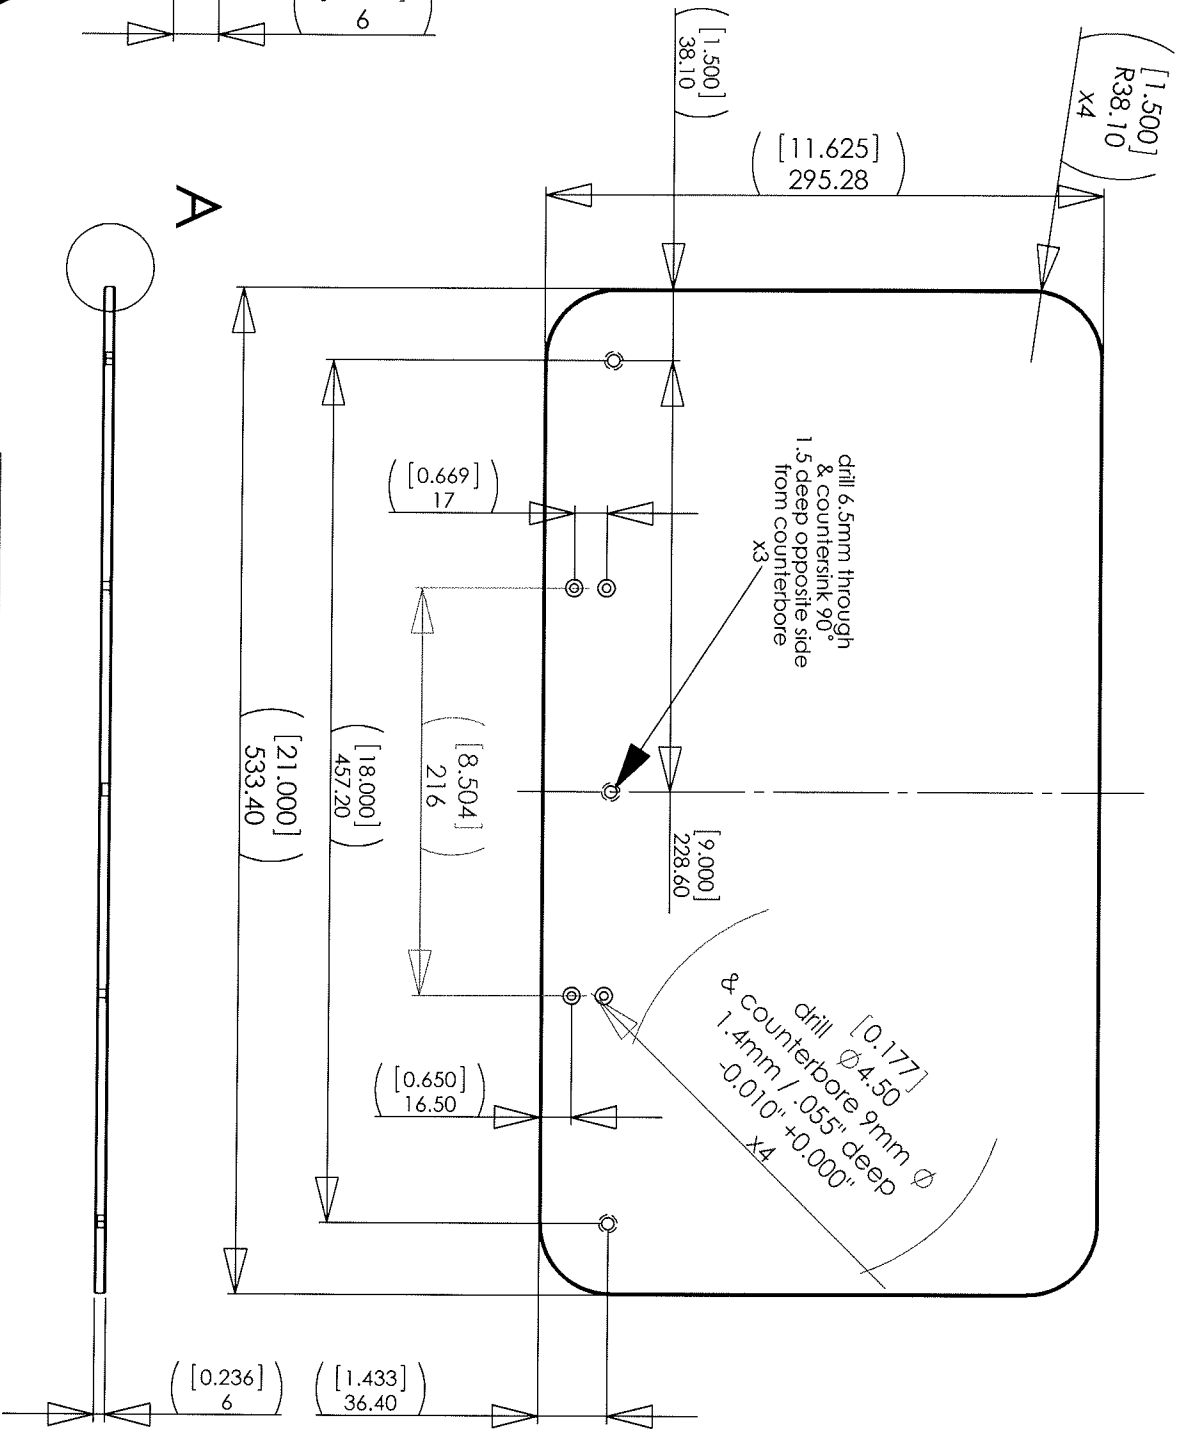 6
[1.500]
38.10
[1.500]
R38.10
x4
[11.625]
295.28
A
[0.669]
17
drill 6.5mm through
& countersink 90°
1.5 deep opposite side
from counterbore
x3
[8.504]
216
[18.000]
457.20
[21.000]
533.40
[9.000]
228.60
[0.177]
drill Ø4.50
& counterbore 9mm Ø
1.4mm / .055" deep
-0.010" +0.000"
x4
[0.650]
16.50
[0.236]
6
[1.433]
36.40